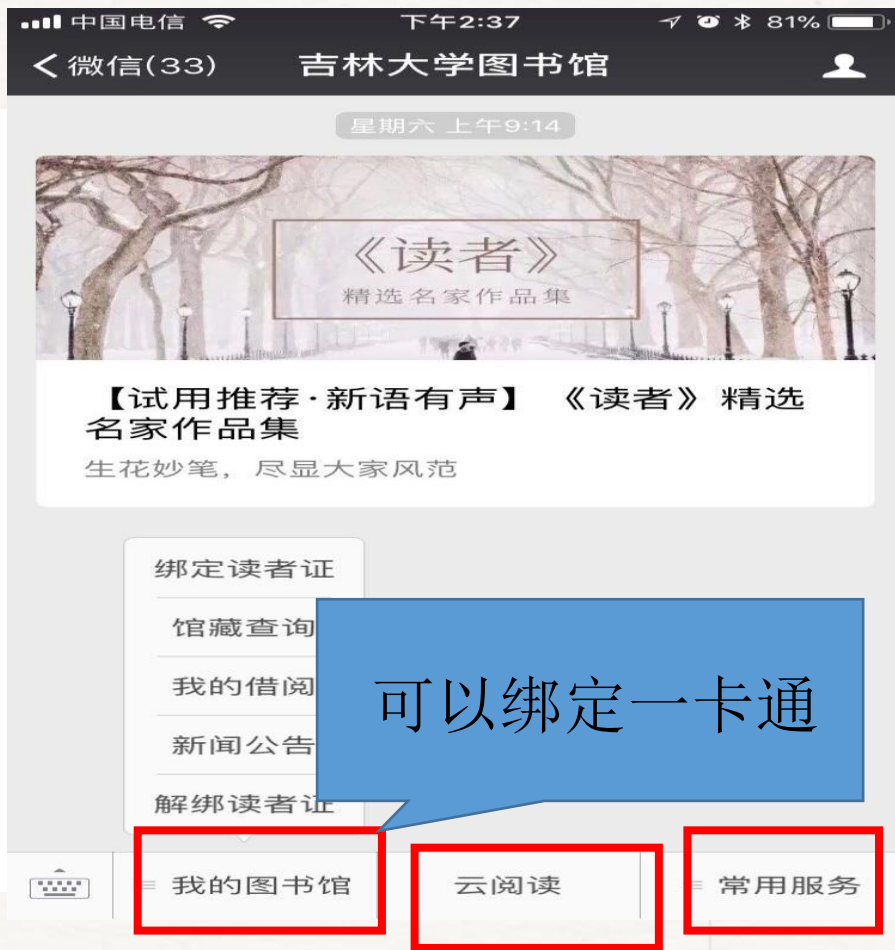 中国电信 下午2:37 81%
微信(33) 吉林大学图书馆
星期六 上午9:14
《读者》
精选名家作品集
【试用推荐·新语有声】 《读者》精选
名家作品集
生花妙笔，尽显大家风范
绑定读者证
馆藏查询
我的借阅
新闻公告
解绑读者证
可以绑定一卡通
我的图书馆 云阅读 常用服务